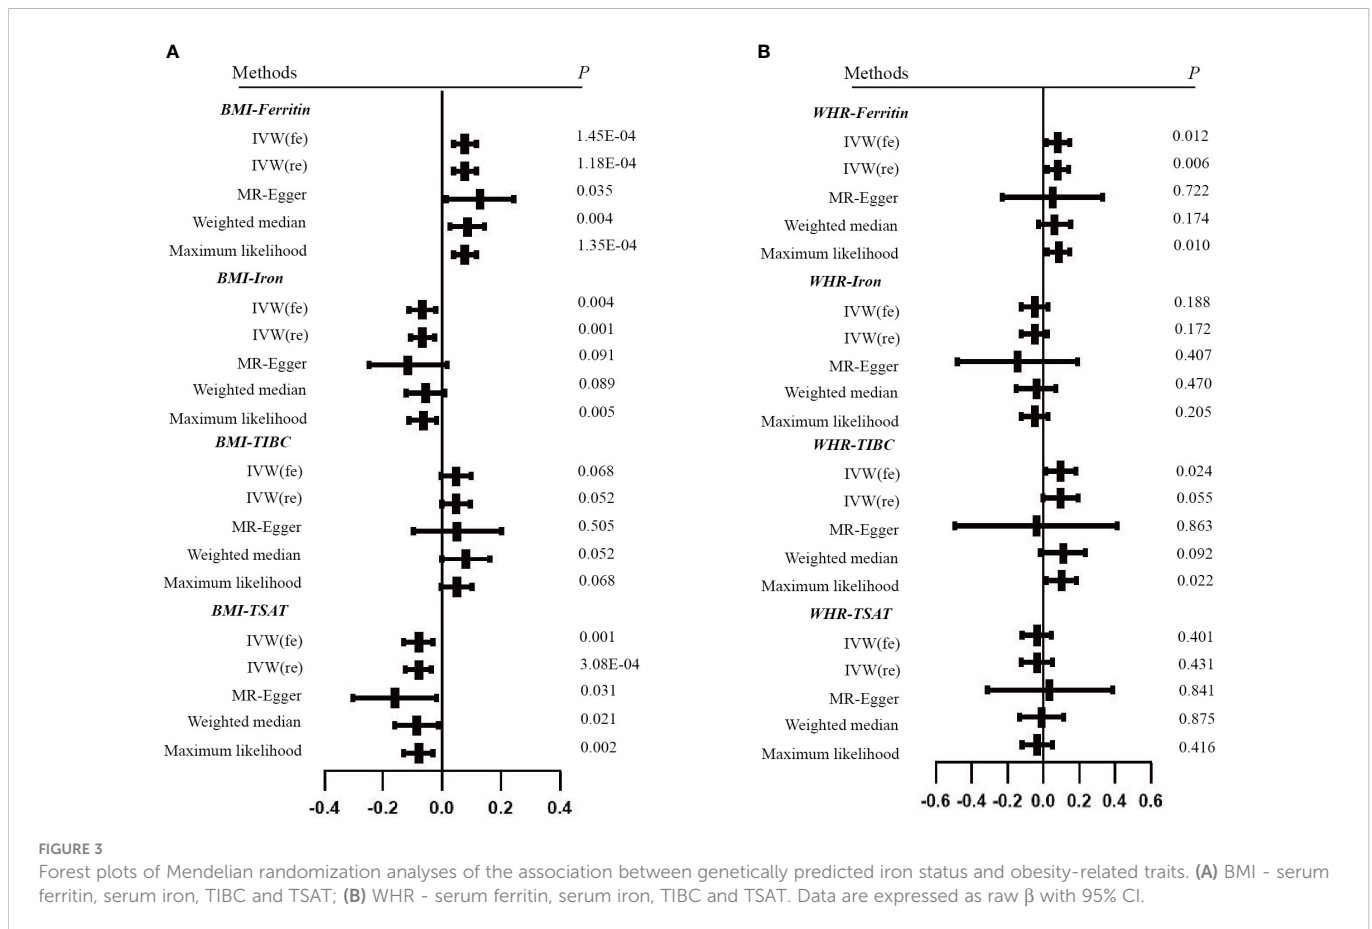 A
Methods P
BMI-Ferritin
IVW(fe) 1.45E-04
IVW(re) 1.18E-04
MR-Egger 0.035
Weighted median 0.004
Maximum likelihood 1.35E-04
BMI-Iron
IVW(fe) 0.004
IVW(re) 0.001
MR-Egger 0.091
Weighted median 0.089
Maximum likelihood 0.005
BMI-TIBC
IVW(fe) 0.068
IVW(re) 0.052
MR-Egger 0.505
Weighted median 0.052
Maximum likelihood 0.068
BMI-TSAT
IVW(fe) 0.001
IVW(re) 3.08E-04
MR-Egger 0.031
Weighted median 0.021
Maximum likelihood 0.002
-0.4 -0.2 0.0 0.2 0.4
B
Methods P
WHR-Ferritin
IVW(fe) 0.012
IVW(re) 0.006
MR-Egger 0.722
Weighted median 0.174
Maximum likelihood 0.010
WHR-Iron
IVW(fe) 0.188
IVW(re) 0.172
MR-Egger 0.407
Weighted median 0.470
Maximum likelihood 0.205
WHR-TIBC
IVW(fe) 0.024
IVW(re) 0.055
MR-Egger 0.863
Weighted median 0.092
Maximum likelihood 0.022
WHR-TSAT
IVW(fe) 0.401
IVW(re) 0.431
MR-Egger 0.841
Weighted median 0.875
Maximum likelihood 0.416
-0.6 -0.4 -0.2 0.0 0.2 0.4 0.6
FIGURE 3
Forest plots of Mendelian randomization analyses of the association between genetically predicted iron status and obesity-related traits. (A) BMI - serum
ferritin, serum iron, TIBC and TSAT; (B) WHR - serum ferritin, serum iron, TIBC and TSAT. Data are expressed as raw β with 95% CI.